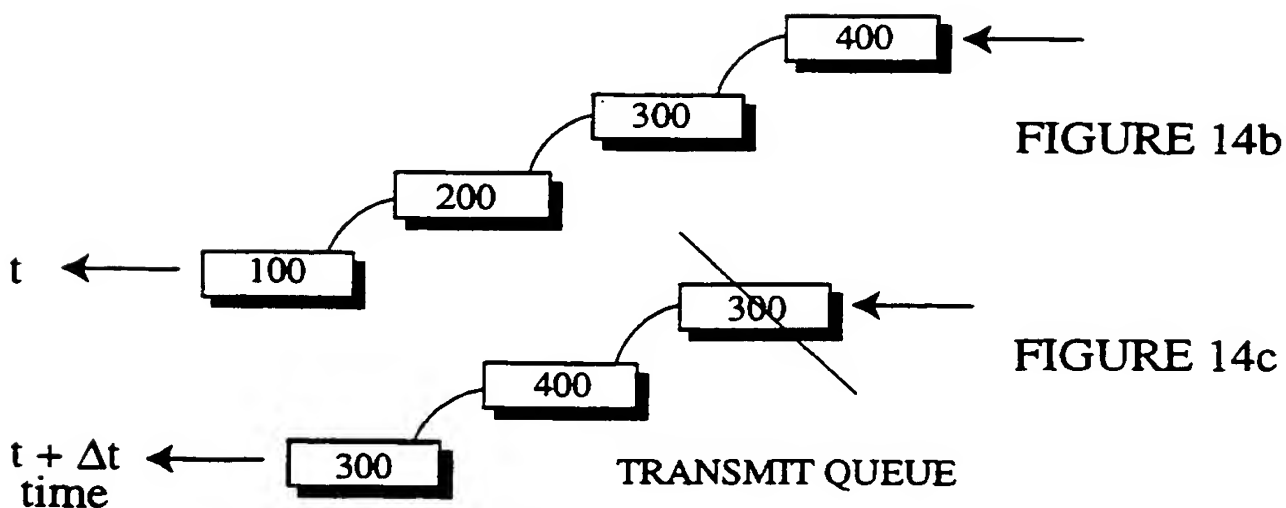 400
300
FIGURE 14b
200
t
100
300
FIGURE 14c
400
t + Δt
time
300
TRANSMIT QUEUE